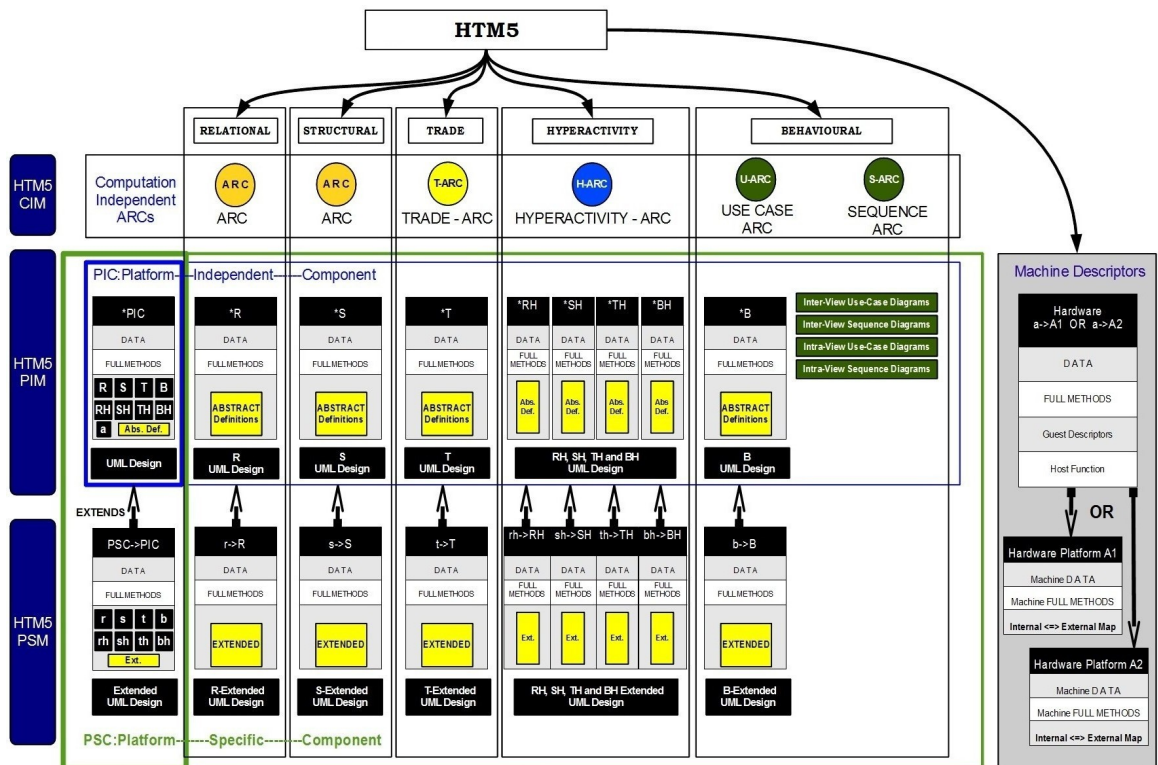 HTM5
RELATIONAL
STRUCTURAL
TRADE
HYPERACTIVITY
BEHAVIOURAL
HTM5
CIM
Computation
Independent
ARCs
ARC
ARC
ARC
ARC
T-ARC
TRADE - ARC
H-ARC
HYPERACTIVITY - ARC
U-ARC
USE CASE
ARC
S-ARC
SEQUENCE
ARC
HTM5
PIM
PIC:Platform----Independent-----Component
*PIC
DATA
FULL METHODS
R S T B
RH SH TH BH
a Abs. Def.
UML Design
*R
DATA
FULL METHODS
ABSTRACT
Definitions
R
UML Design
*S
DATA
FULL METHODS
ABSTRACT
Definitions
S
UML Design
*T
DATA
FULL METHODS
ABSTRACT
Definitions
T
UML Design
*RH *SH *TH *BH
DATA DATA DATA DATA
FULL FULL FULL FULL
METHODS METHODS METHODS METHODS
Abs. Abs. Abs. Abs.
Def. Def. Def. Def.
RH, SH, TH and BH
UML Design
*B
DATA
FULL METHODS
ABSTRACT
Definitions
B
UML Design
Inter-View Use-Case Diagrams
Inter-View Sequence Diagrams
Intra-View Use-Case Diagrams
Intra-View Sequence Diagrams
EXTENDS
HTM5
PSM
PSC->PIC
DATA
FULL METHODS
r s t b
rh sh th bh
Ext.
Extended
UML Design
r->R
DATA
FULL METHODS
EXTENDED
R-Extended
UML Design
s->S
DATA
FULL METHODS
EXTENDED
S-Extended
UML Design
t->T
DATA
FULL METHODS
EXTENDED
T-Extended
UML Design
rh->RH sh->SH th->TH bh->BH
DATA DATA DATA DATA
FULL FULL FULL FULL
METHODS METHODS METHODS METHODS
Ext. Ext. Ext. Ext.
RH, SH, TH and BH Extended
UML Design
b->B
DATA
FULL METHODS
EXTENDED
B-Extended
UML Design
PSC:Platform-------Specific--------Component
Machine Descriptors
Hardware
a->A1 OR a->A2
DATA
FULL METHODS
Guest Descriptors
Host Function
OR
Hardware Platform A1
Machine DATA
Machine FULL METHODS
Internal <=> External Map
Hardware Platform A2
Machine DATA
Machine FULL METHODS
Internal <=> External Map